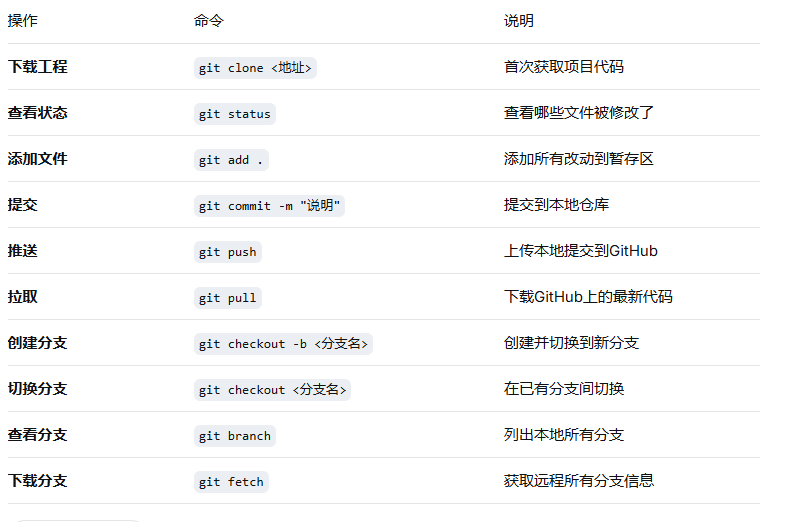 操作 命令 说明
下载工程 git clone <地址> 首次获取项目代码
查看状态 git status 查看哪些文件被修改了
添加文件 git add . 添加所有改动到暂存区
提交 git commit -m "说明" 提交到本地仓库
推送 git push 上传本地提交到GitHub
拉取 git pull 下载GitHub上的最新代码
创建分支 git checkout -b <分支名> 创建并切换到新分支
切换分支 git checkout <分支名> 在已有分支间切换
查看分支 git branch 列出本地所有分支
下载分支 git fetch 获取远程所有分支信息